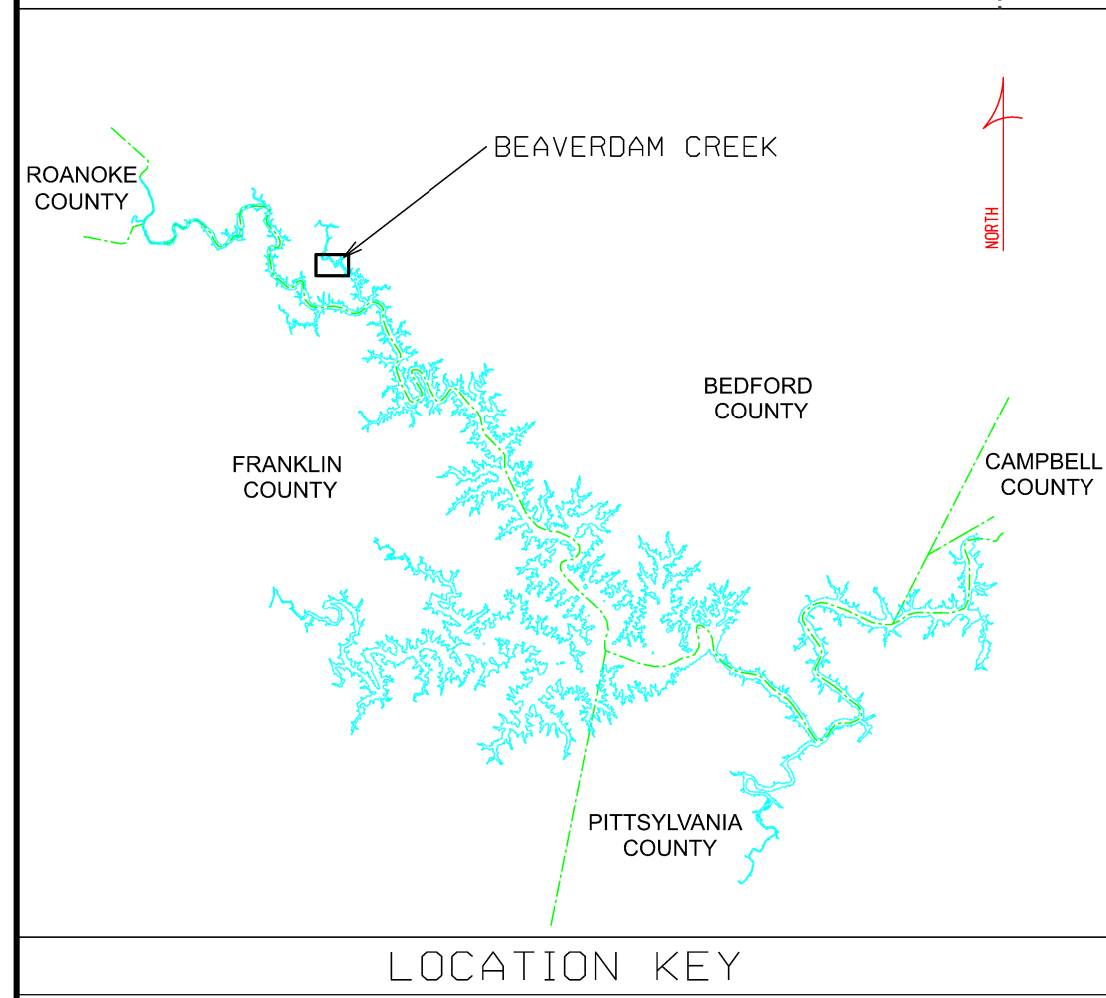 BEAVERDAM CREEK
ROANOKE
COUNTY
NORTH
BEDFORD
COUNTY
FRANKLIN
COUNTY
CAMPBELL
COUNTY
PITTSYLVANIA
COUNTY
LOCATION KEY